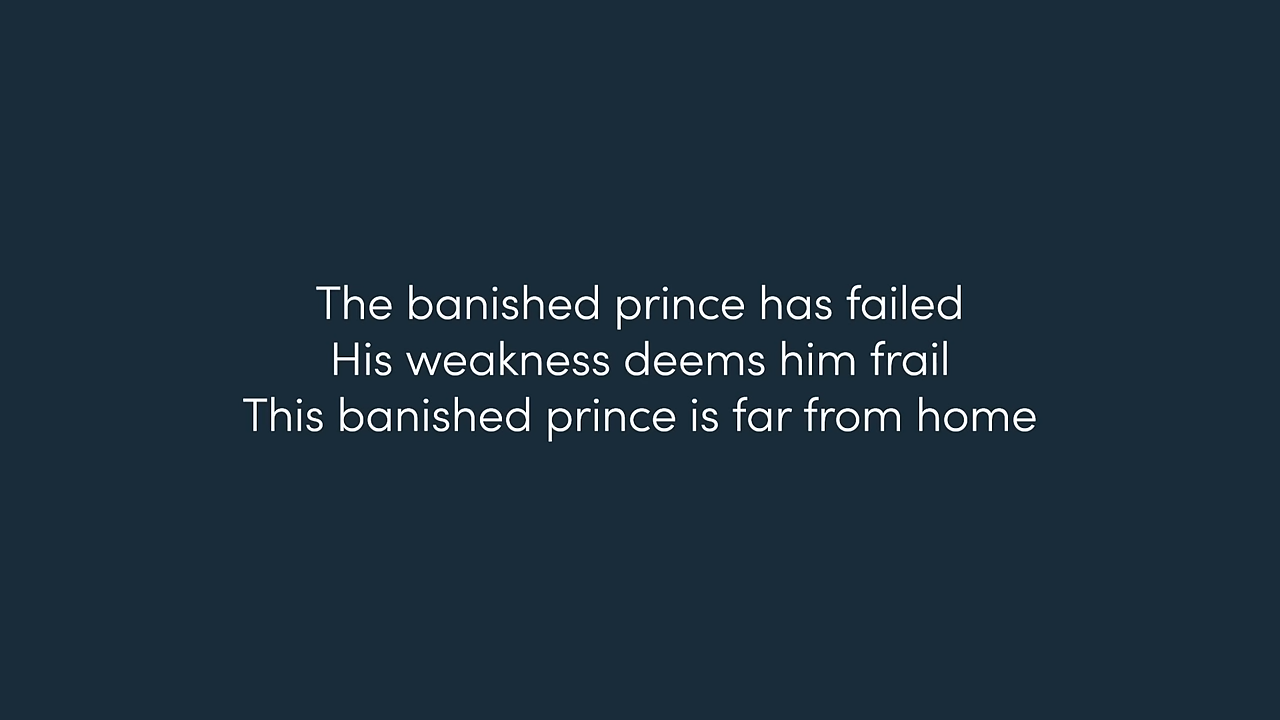 The banished prince has failed
His weakness deems him frail
This banished prince is far from home